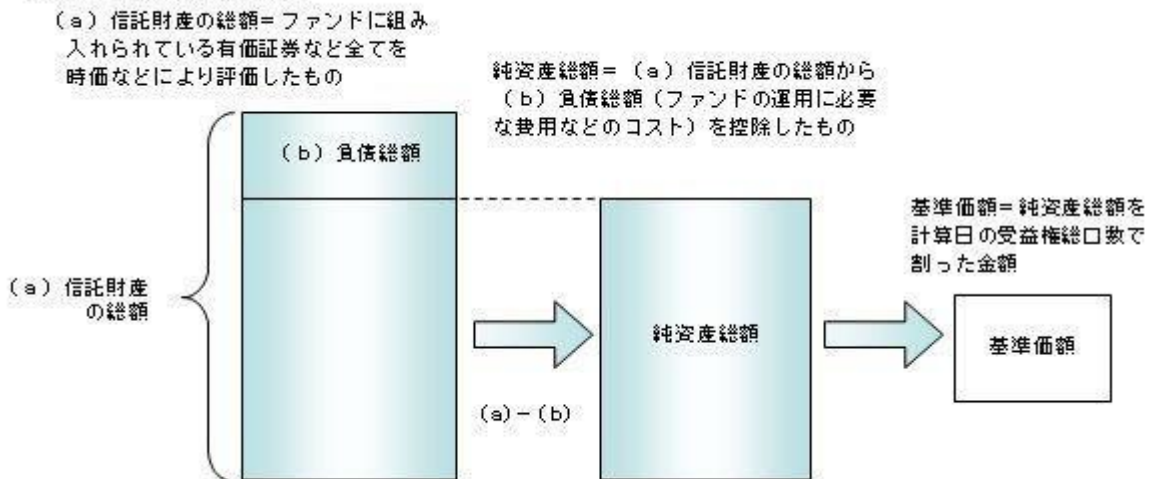 （a）信託財産の総額＝ファンドに組み
入れられている有価証券など全てを
時価などにより評価したもの
純資産総額＝（a）信託財産の総額から
（b）負債総額（ファンドの運用に必要
な費用などのコスト）を控除したもの
（b）負債総額
基準価額＝純資産総額を
計算日の受益権総口数で
割った金額
（a）信託財産
の総額
純資産総額
基準価額
（a）－（b）